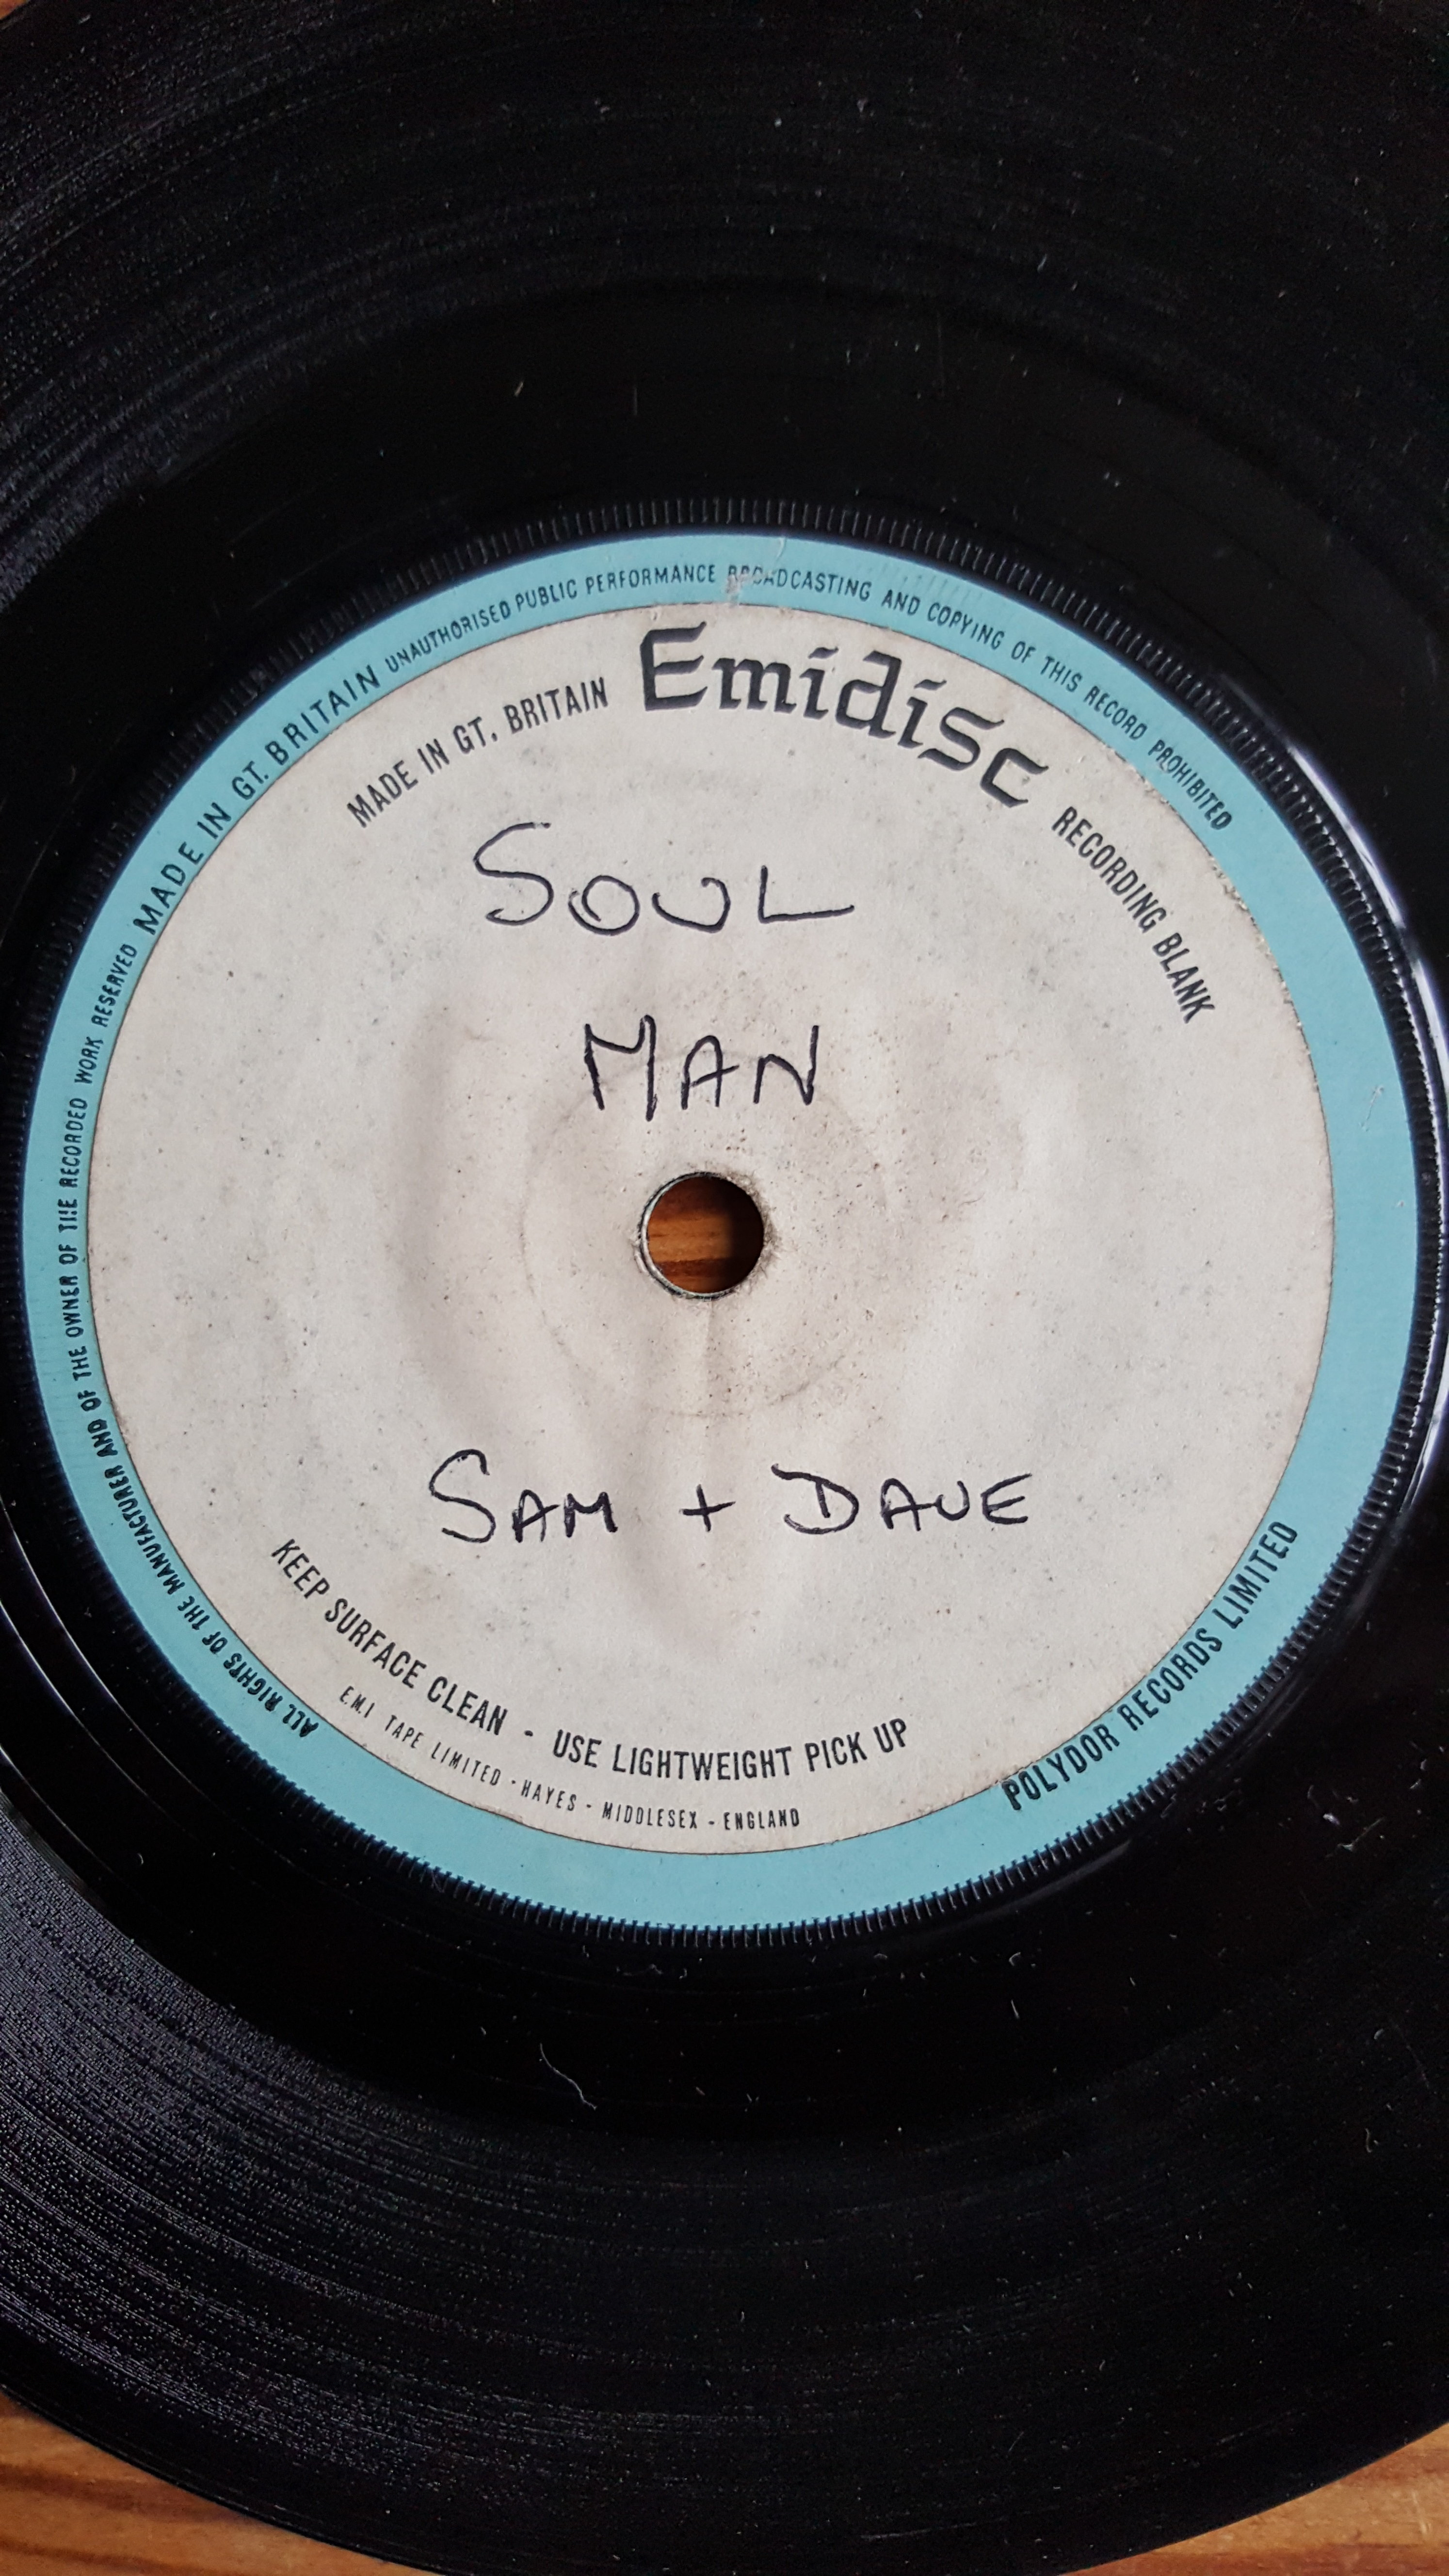 ALL RIGHTS OF THE MANUFACTURER AND OF THE OWNER OF THE RECORDED WORK RESERVED
MADE IN GT. BRITAIN
UNAUTHORISED PUBLIC PERFORMANCE BROADCASTING AND COPYING OF THIS RECORD PROHIBITED
MADE IN GT. BRITAIN
Emidisc
RECORDING BLANK
SOUL
MAN
SAM + DAVE
KEEP SURFACE CLEAN - USE LIGHTWEIGHT PICK UP
E.M.I TAPE LIMITED - HAYES - MIDDLESEX - ENGLAND
POLYDOR RECORDS LIMITED